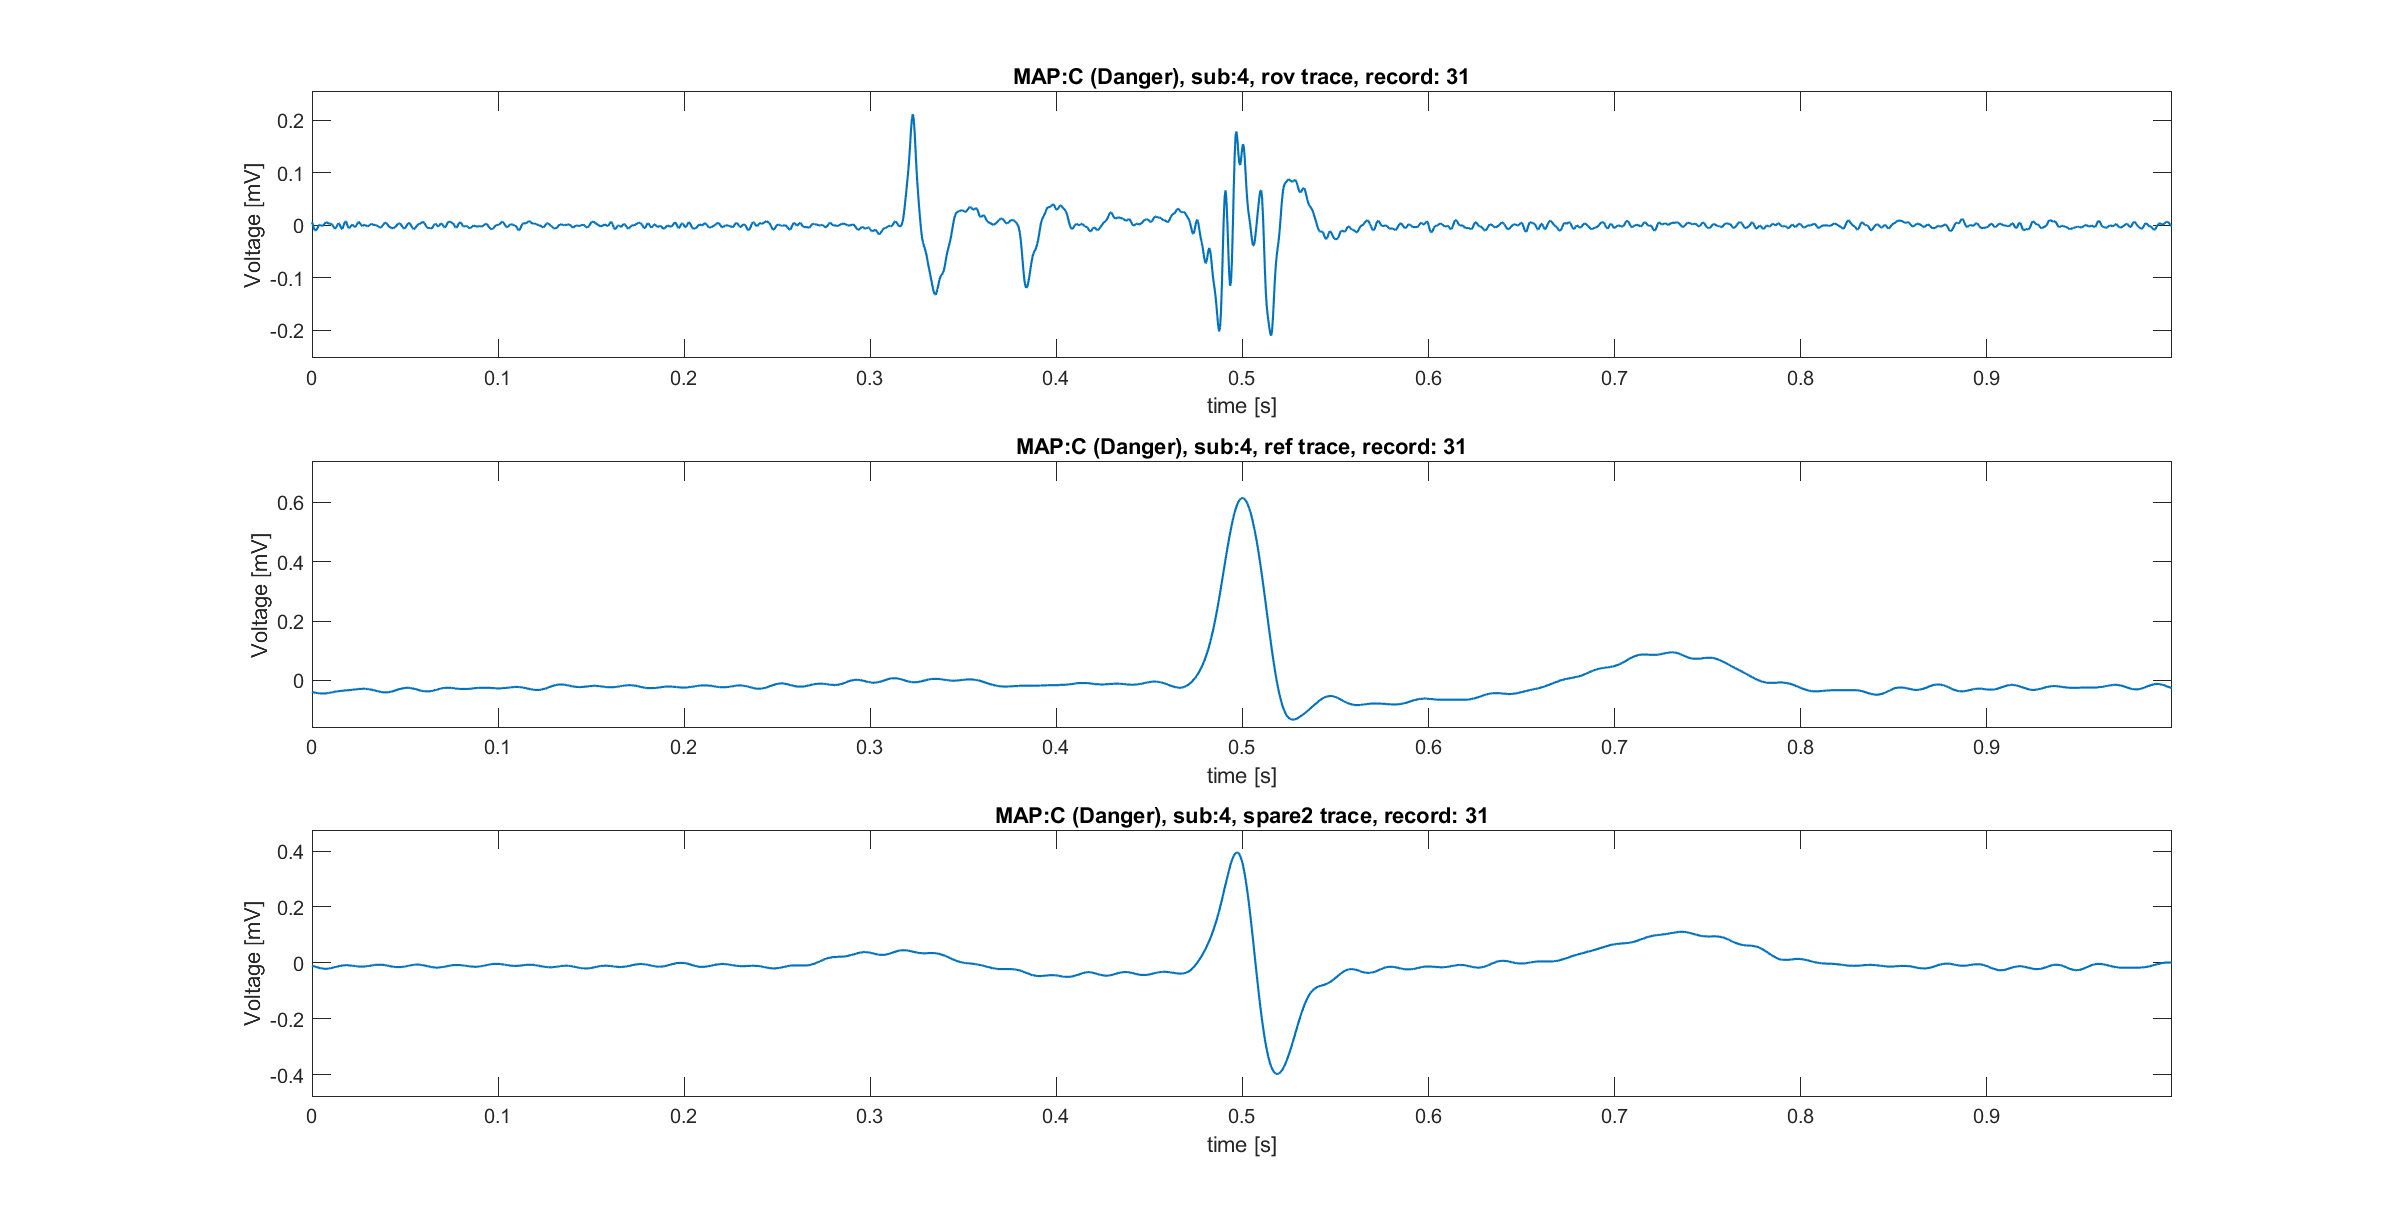 MAP:C (Danger), sub:4, rov trace, record: 31
Voltage [mV]
0.2
0.1
0
-0.1
-0.2
0 0.1 0.2 0.3 0.4 0.5 0.6 0.7 0.8 0.9
time [s]
MAP:C (Danger), sub:4, ref trace, record: 31
Voltage [mV]
0.6
0.4
0.2
0
0 0.1 0.2 0.3 0.4 0.5 0.6 0.7 0.8 0.9
time [s]
MAP:C (Danger), sub:4, spare2 trace, record: 31
Voltage [mV]
0.4
0.2
0
-0.2
-0.4
0 0.1 0.2 0.3 0.4 0.5 0.6 0.7 0.8 0.9
time [s]